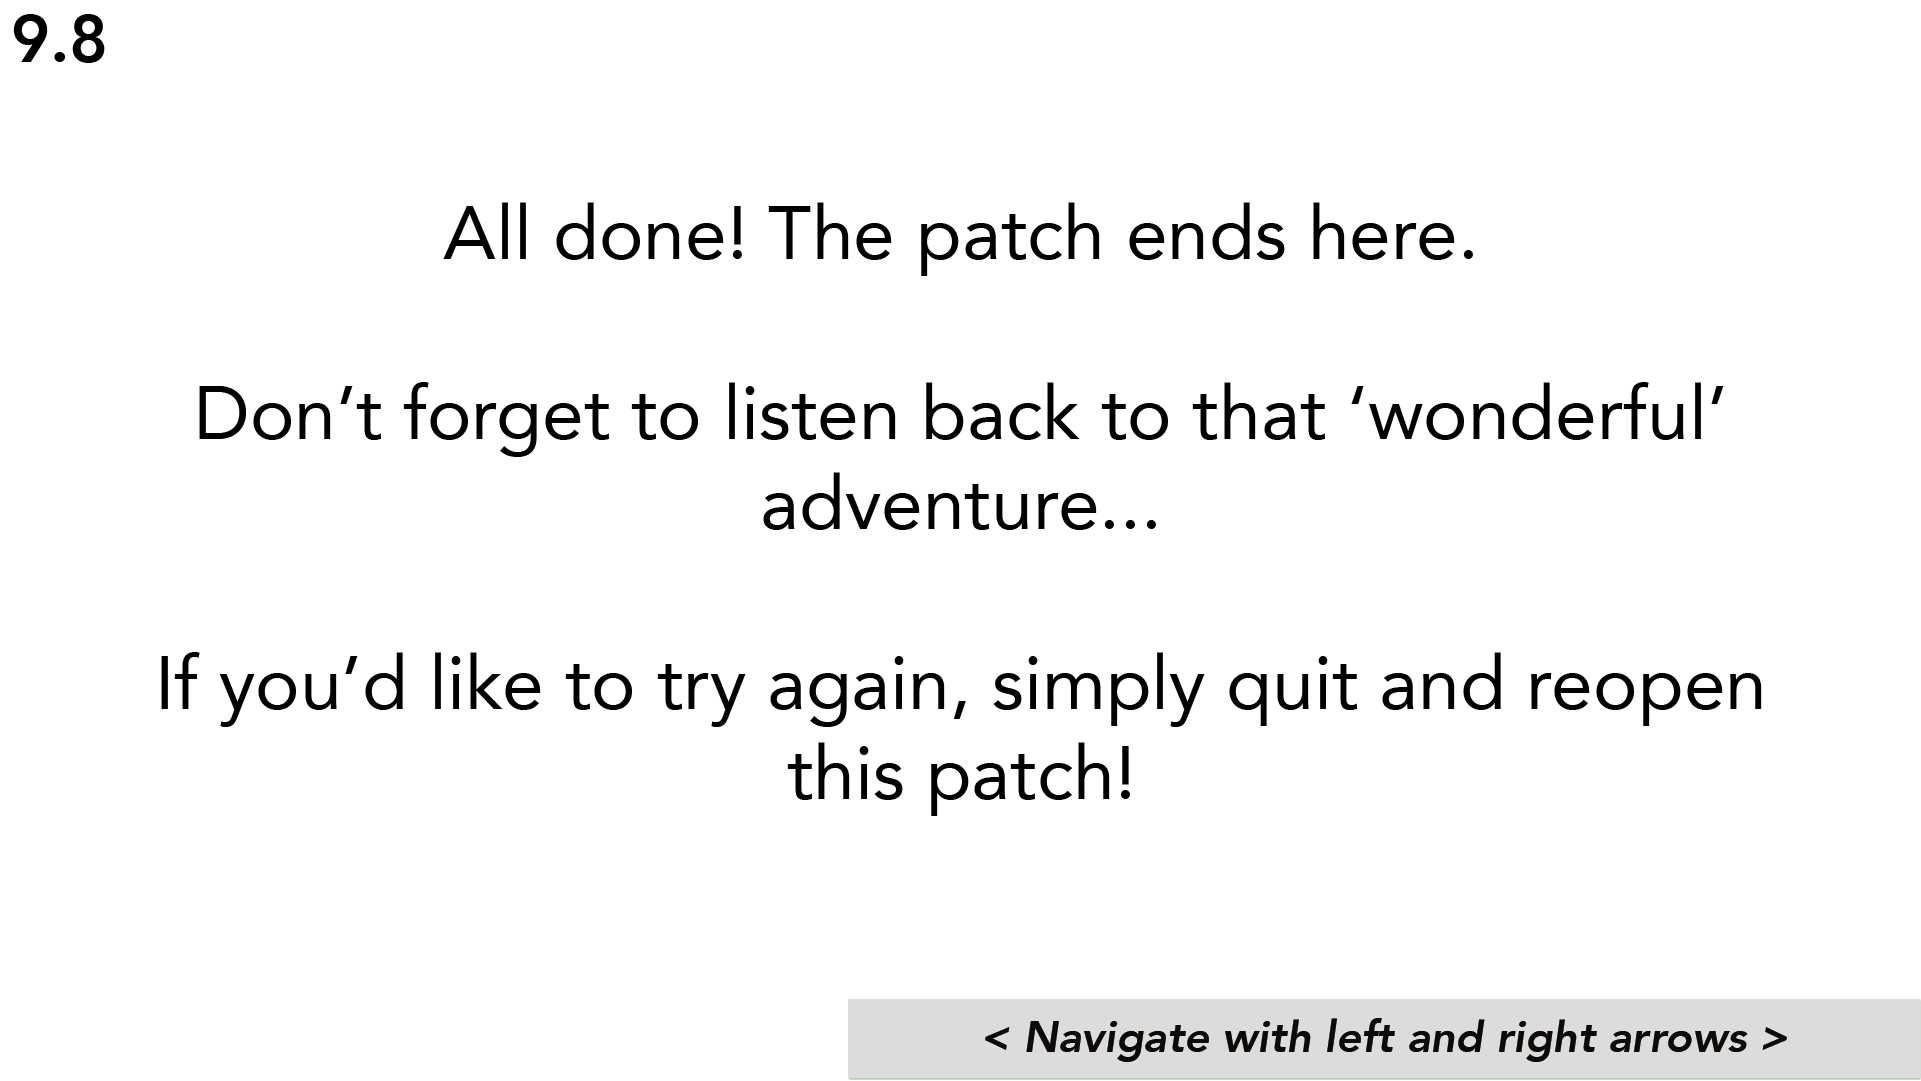 9.8
All done! The patch ends here.
Don’t forget to listen back to that ‘wonderful’
adventure...
If you’d like to try again, simply quit and reopen
this patch!
< Navigate with left and right arrows >